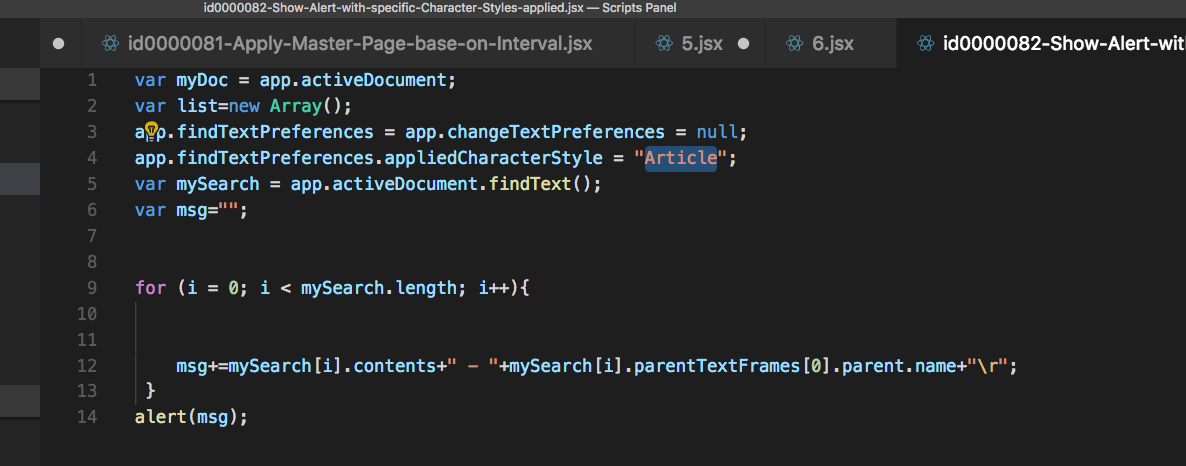 id0000082-Show-Alert-with-specific-Character-Styles-applied.jsx — Scripts Panel
id0000081-Apply-Master-Page-base-on-Interval.jsx 5.jsx 6.jsx id0000082-Show-Alert-wit
1 var myDoc = app.activeDocument;
2 var list=new Array();
3 app.findTextPreferences = app.changeTextPreferences = null;
4 app.findTextPreferences.appliedCharacterStyle = "Article";
5 var mySearch = app.activeDocument.findText();
6 var msg="";
7
8
9 for (i = 0; i < mySearch.length; i++){
10
11
12 msg+=mySearch[i].contents+" - "+mySearch[i].parentTextFrames[0].parent.name+"\r";
13 }
14 alert(msg);